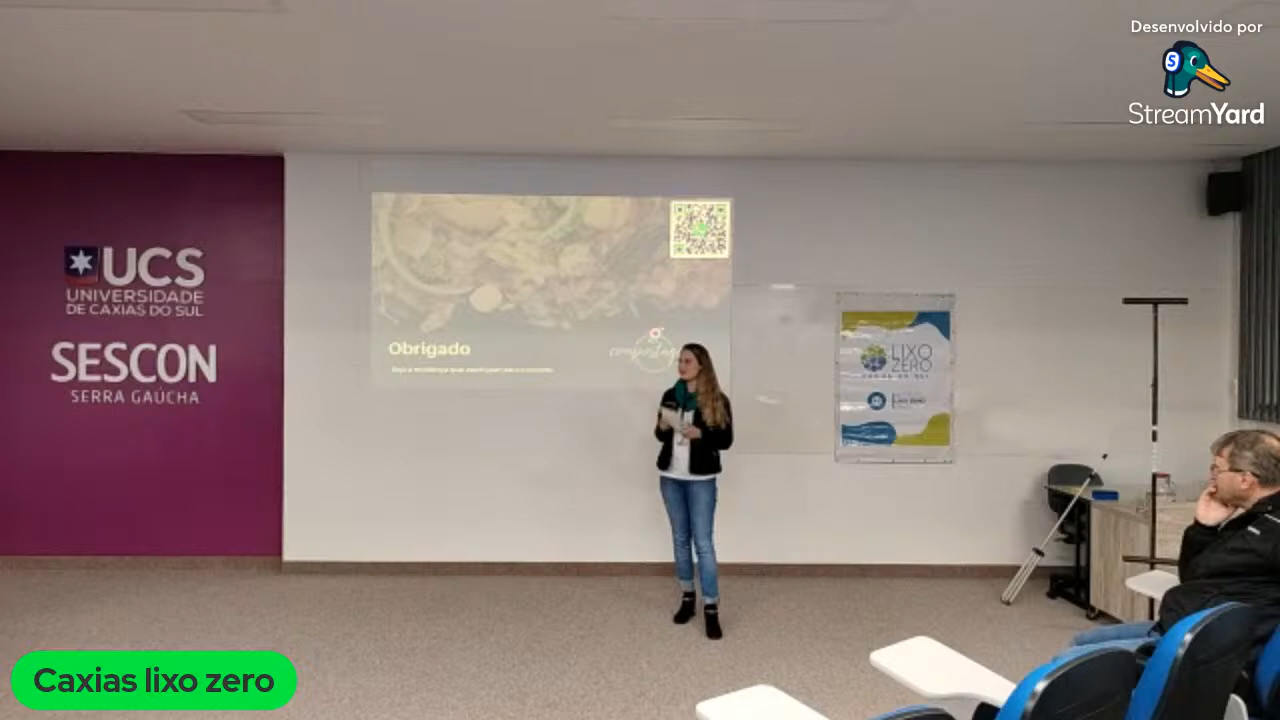 Desenvolvido por
StreamYard
UCS
UNIVERSIDADE
DE CAXIAS DO SUL
SESCON
SERRA GAÚCHA
Obrigado
LIXO
ZERO
Caxias lixo zero